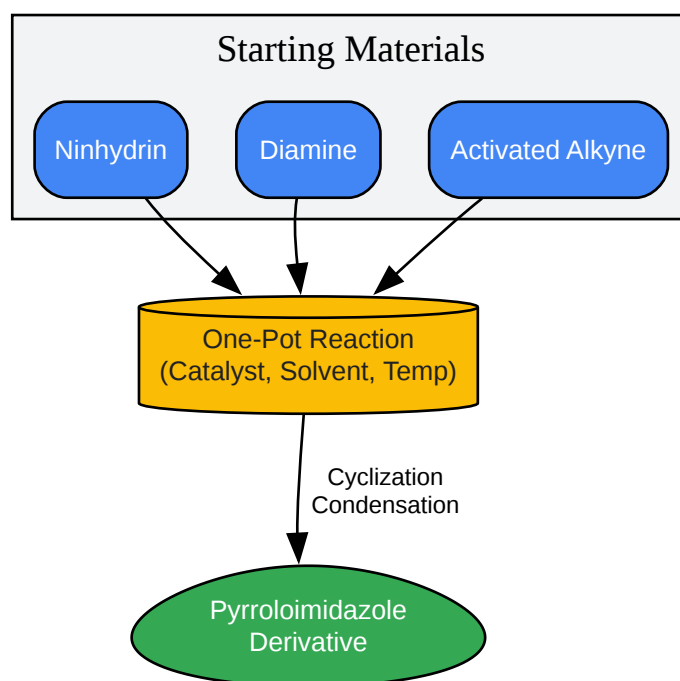 Starting Materials
Ninhydrin
Diamine
Activated Alkyne
One-Pot Reaction
(Catalyst, Solvent, Temp)
Cyclization
Condensation
Pyrroloimidazole
Derivative